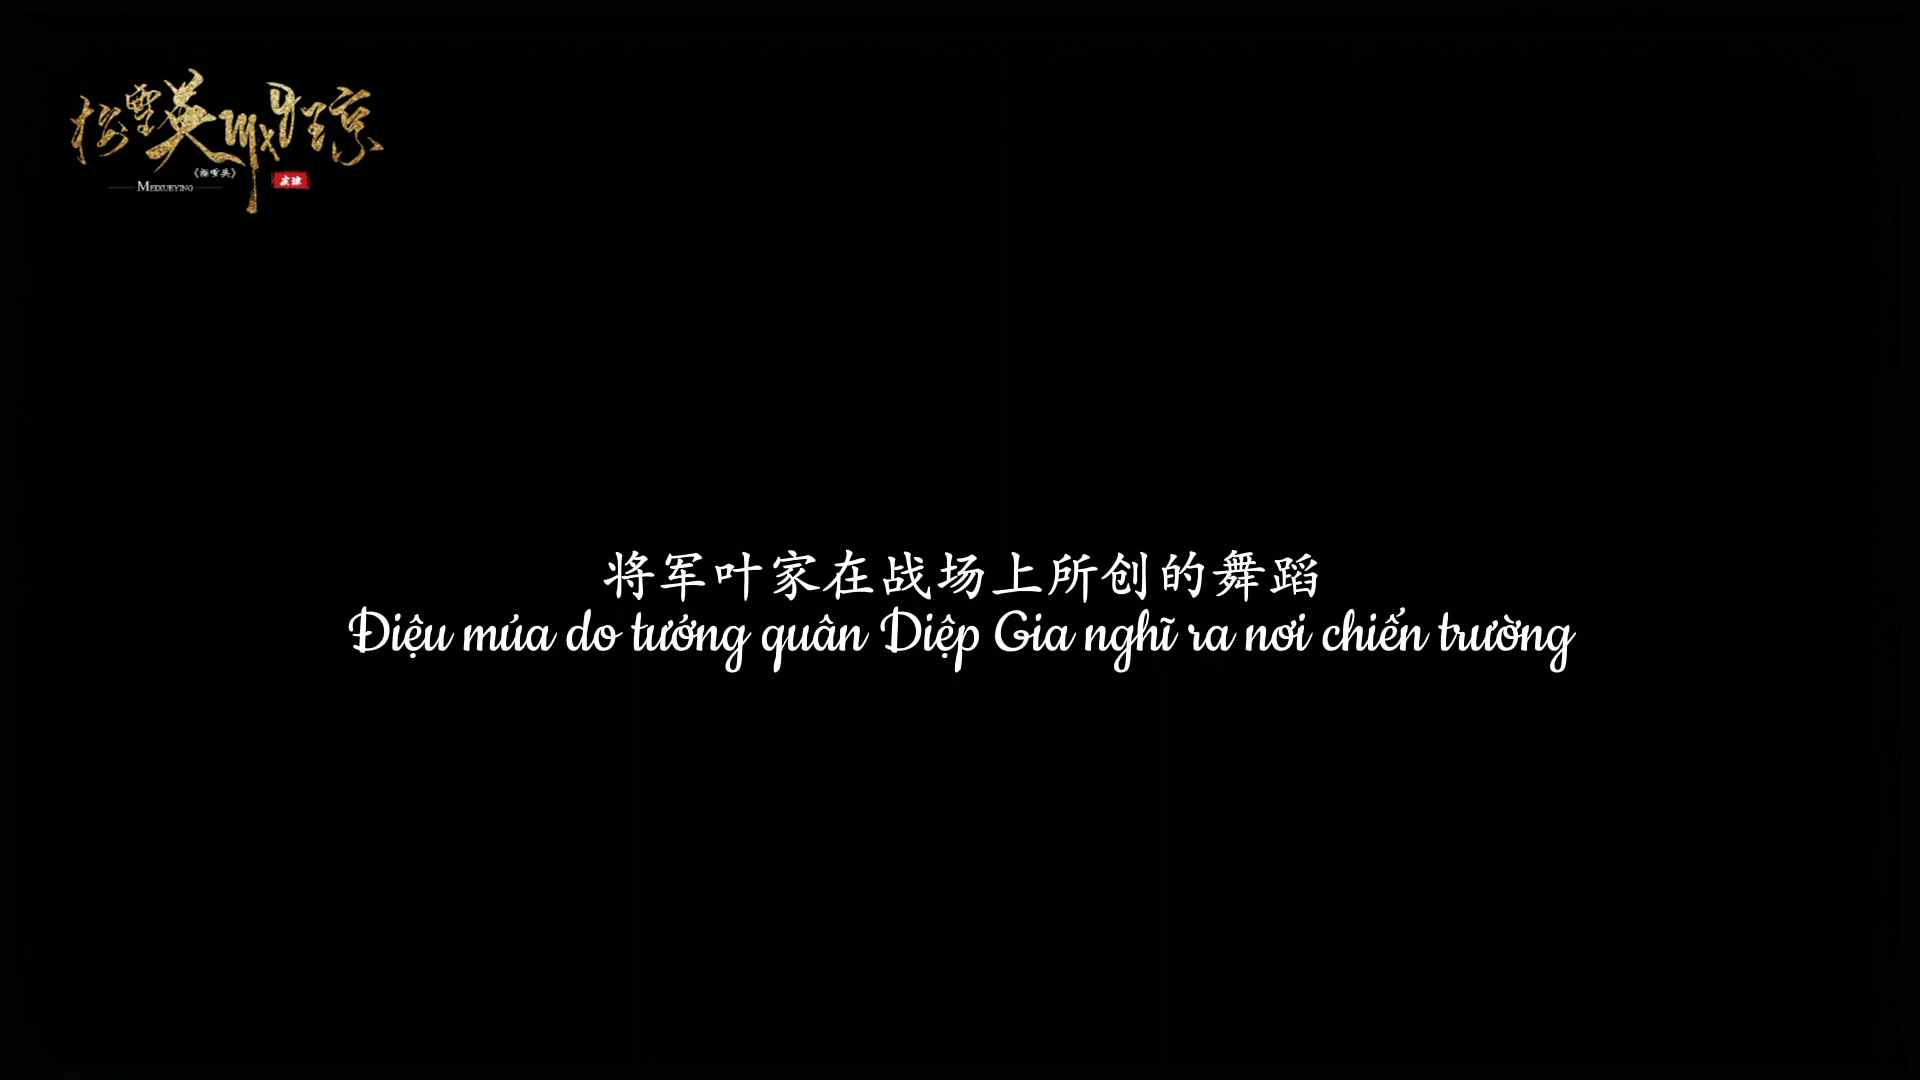 MEIXUEYING
将军叶家在战场上所创的舞蹈
Điệu múa do tướng quân Diệp Gia nghĩ ra nơi chiến trường